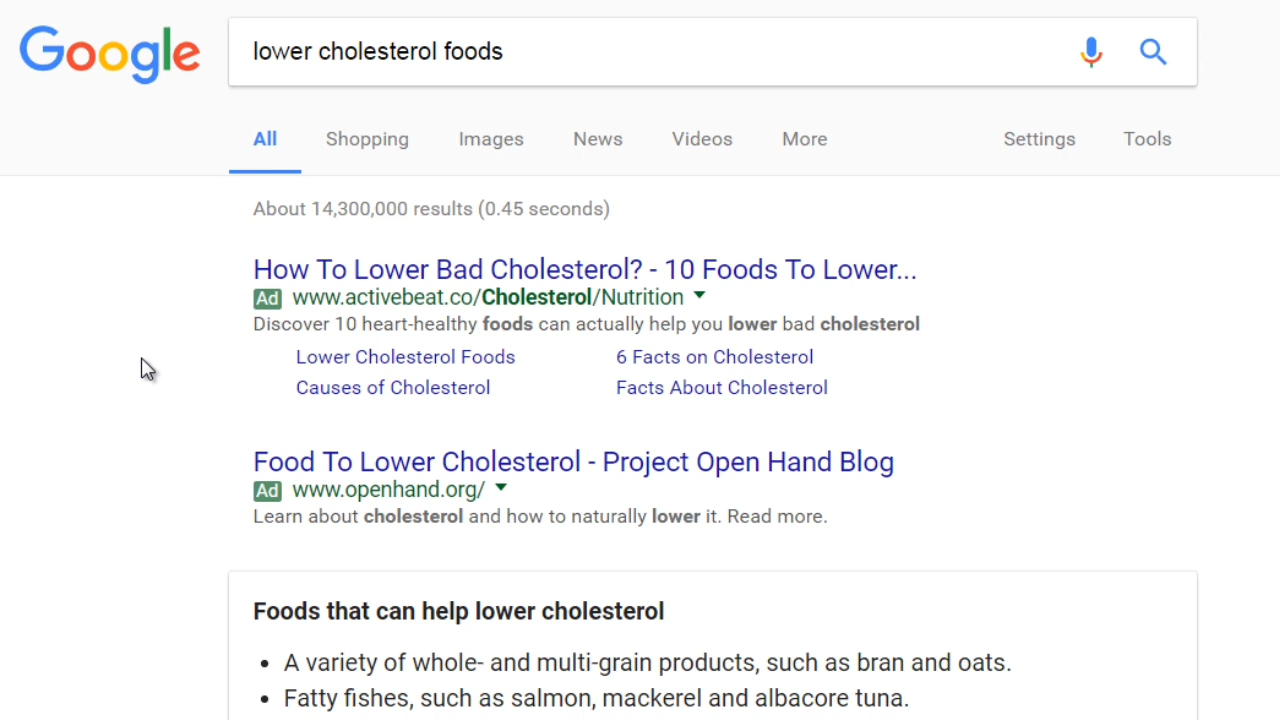 Google
lower cholesterol foods
All Shopping Images News Videos More Settings Tools
About 14,300,000 results (0.45 seconds)
How To Lower Bad Cholesterol? - 10 Foods To Lower...
Ad www.activebeat.co/Cholesterol/Nutrition
Discover 10 heart-healthy foods can actually help you lower bad cholesterol
Lower Cholesterol Foods 6 Facts on Cholesterol
Causes of Cholesterol Facts About Cholesterol
Food To Lower Cholesterol - Project Open Hand Blog
Ad www.openhand.org/
Learn about cholesterol and how to naturally lower it. Read more.
Foods that can help lower cholesterol
• A variety of whole- and multi-grain products, such as bran and oats.
• Fatty fishes, such as salmon, mackerel and albacore tuna.